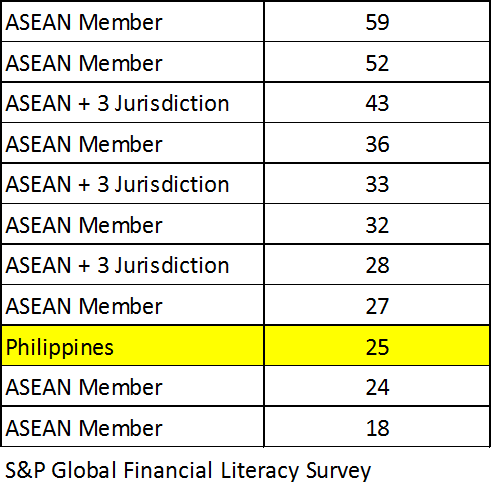 ASEAN Member 59
ASEAN Member 52
ASEAN + 3 Jurisdiction 43
ASEAN Member 36
ASEAN + 3 Jurisdiction 33
ASEAN Member 32
ASEAN + 3 Jurisdiction 28
ASEAN Member 27
Philippines 25
ASEAN Member 24
ASEAN Member 18
S&P Global Financial Literacy Survey